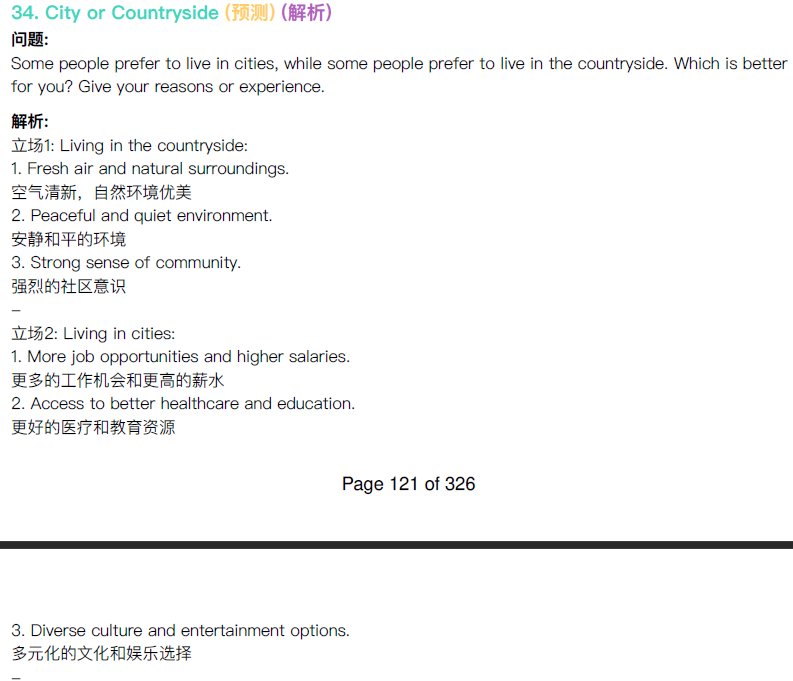 34. City or Countryside (预测) (解析)
问题:
Some people prefer to live in cities, while some people prefer to live in the countryside. Which is better
for you? Give your reasons or experience.
解析:
立场1: Living in the countryside:
1. Fresh air and natural surroundings.
空气清新，自然环境优美
2. Peaceful and quiet environment.
安静和平的环境
3. Strong sense of community.
强烈的社区意识
–
立场2: Living in cities:
1. More job opportunities and higher salaries.
更多的工作机会和更高的薪水
2. Access to better healthcare and education.
更好的医疗和教育资源
Page 121 of 326
3. Diverse culture and entertainment options.
多元化的文化和娱乐选择
–